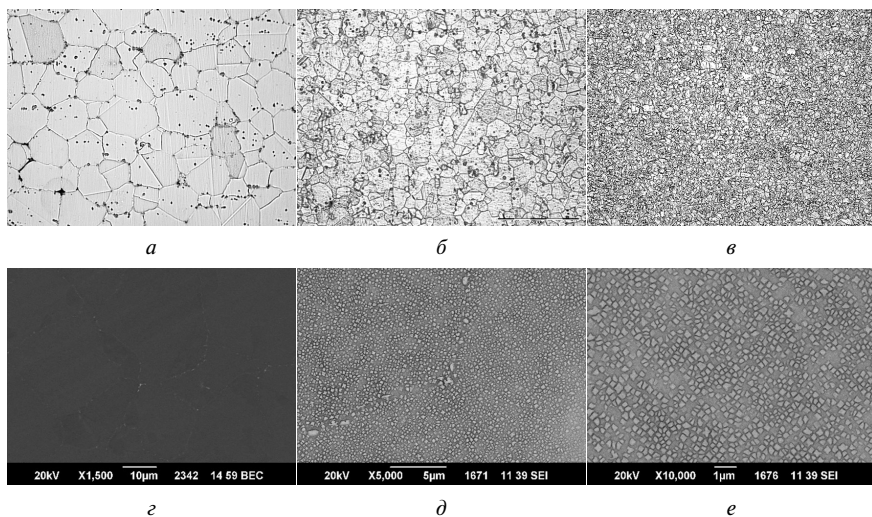 а б в
20kV X1,500 10µm 2342 14 59 BEC 20kV X5,000 5µm 1671 11 39 SEI 20kV X10,000 1µm 1676 11 39 SEI
г д е